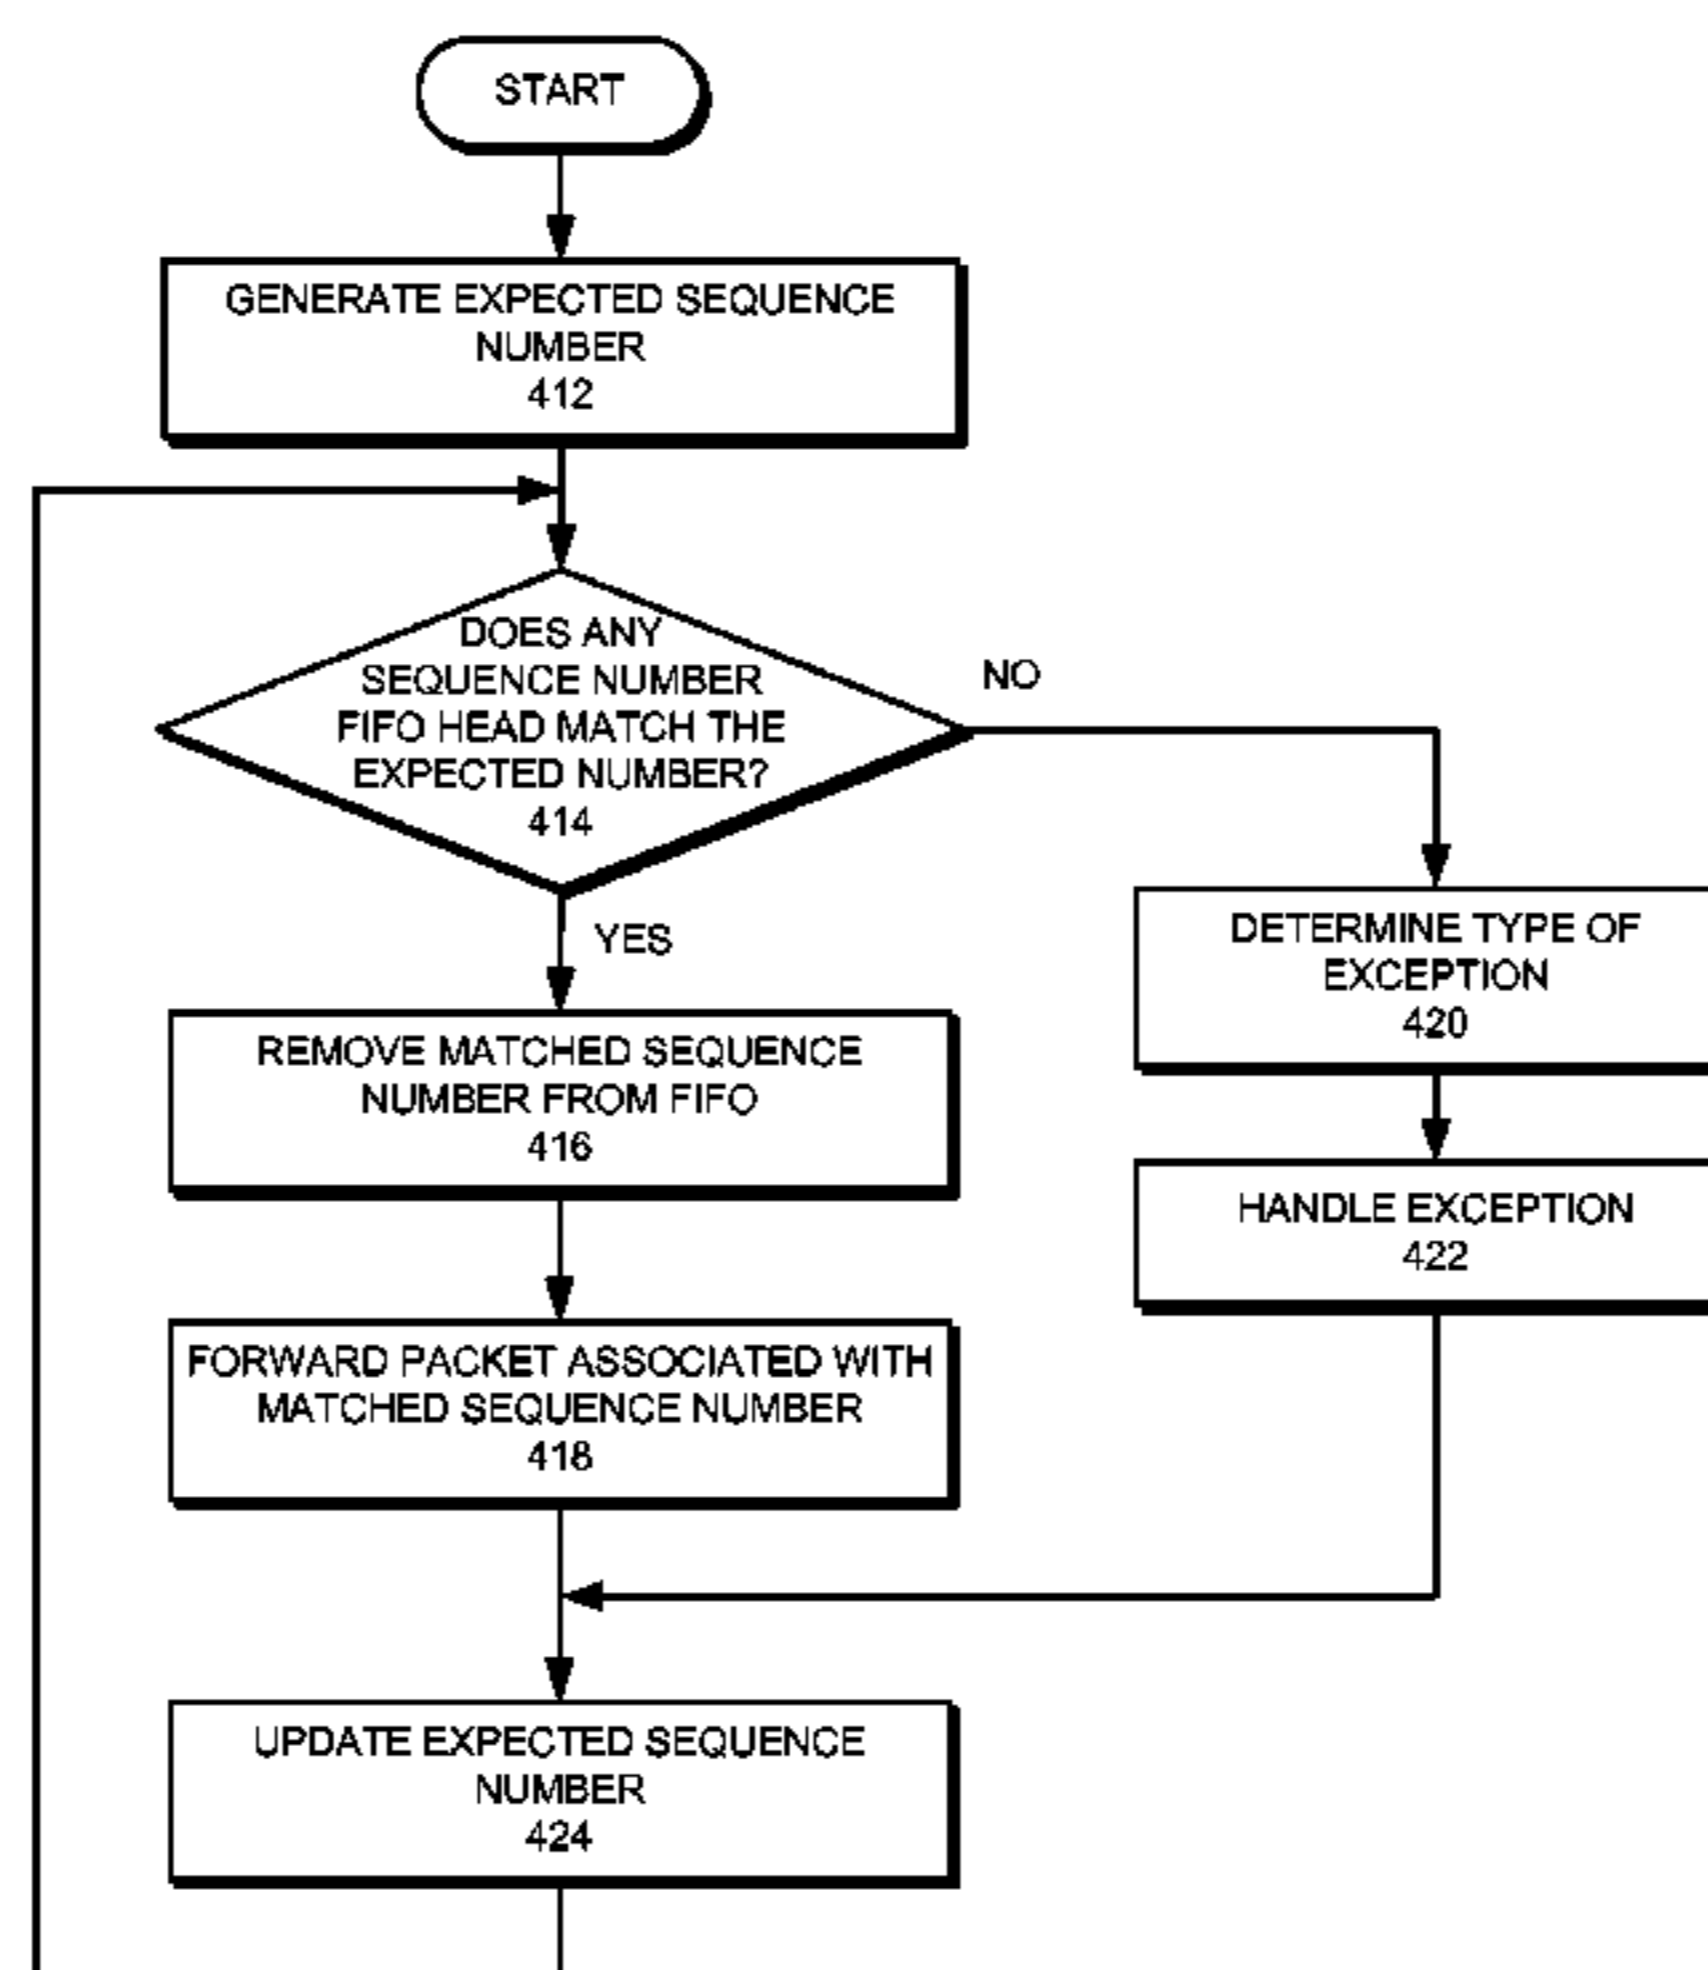 START
GENERATE EXPECTED SEQUENCE
NUMBER
412
DOES ANY
SEQUENCE NUMBER
FIFO HEAD MATCH THE
EXPECTED NUMBER?
414
NO
YES
REMOVE MATCHED SEQUENCE
NUMBER FROM FIFO
416
FORWARD PACKET ASSOCIATED WITH
MATCHED SEQUENCE NUMBER
418
DETERMINE TYPE OF
EXCEPTION
420
HANDLE EXCEPTION
422
UPDATE EXPECTED SEQUENCE
NUMBER
424